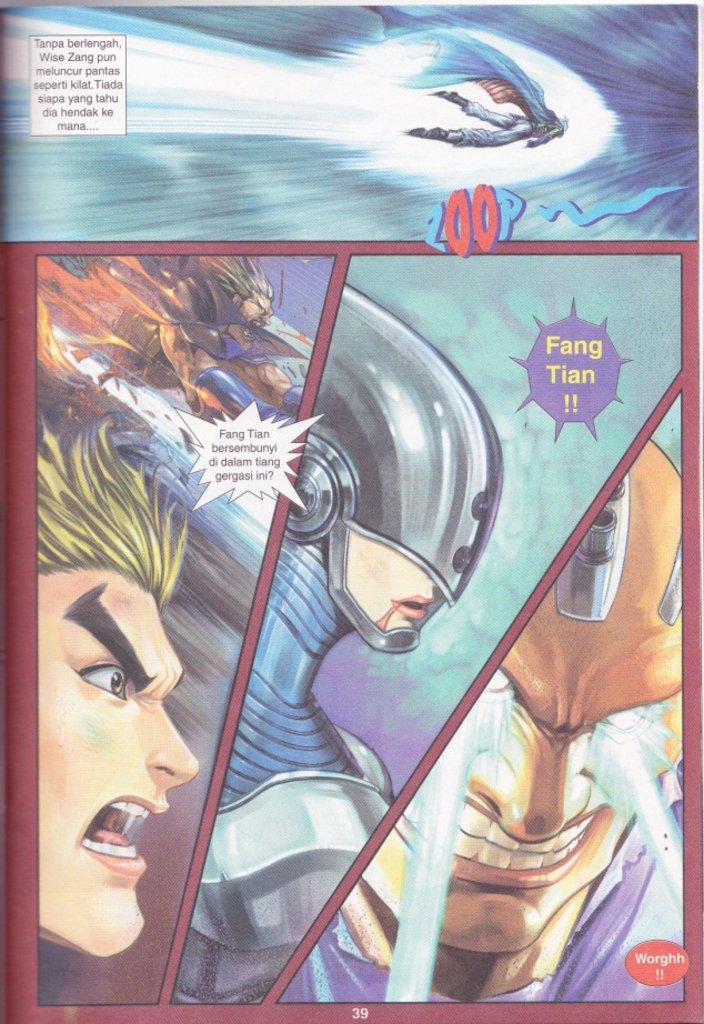 Tanpa berlengah,
Wise Zang pun
meluncur pantas
seperti kilat.Tiada
siapa yang tahu
dia hendak ke
mana....
ZOOP
Fang
Tian
!!
Fang Tian
bersembunyi
di dalam tiang
gergasi ini?
Worghh
!!
39